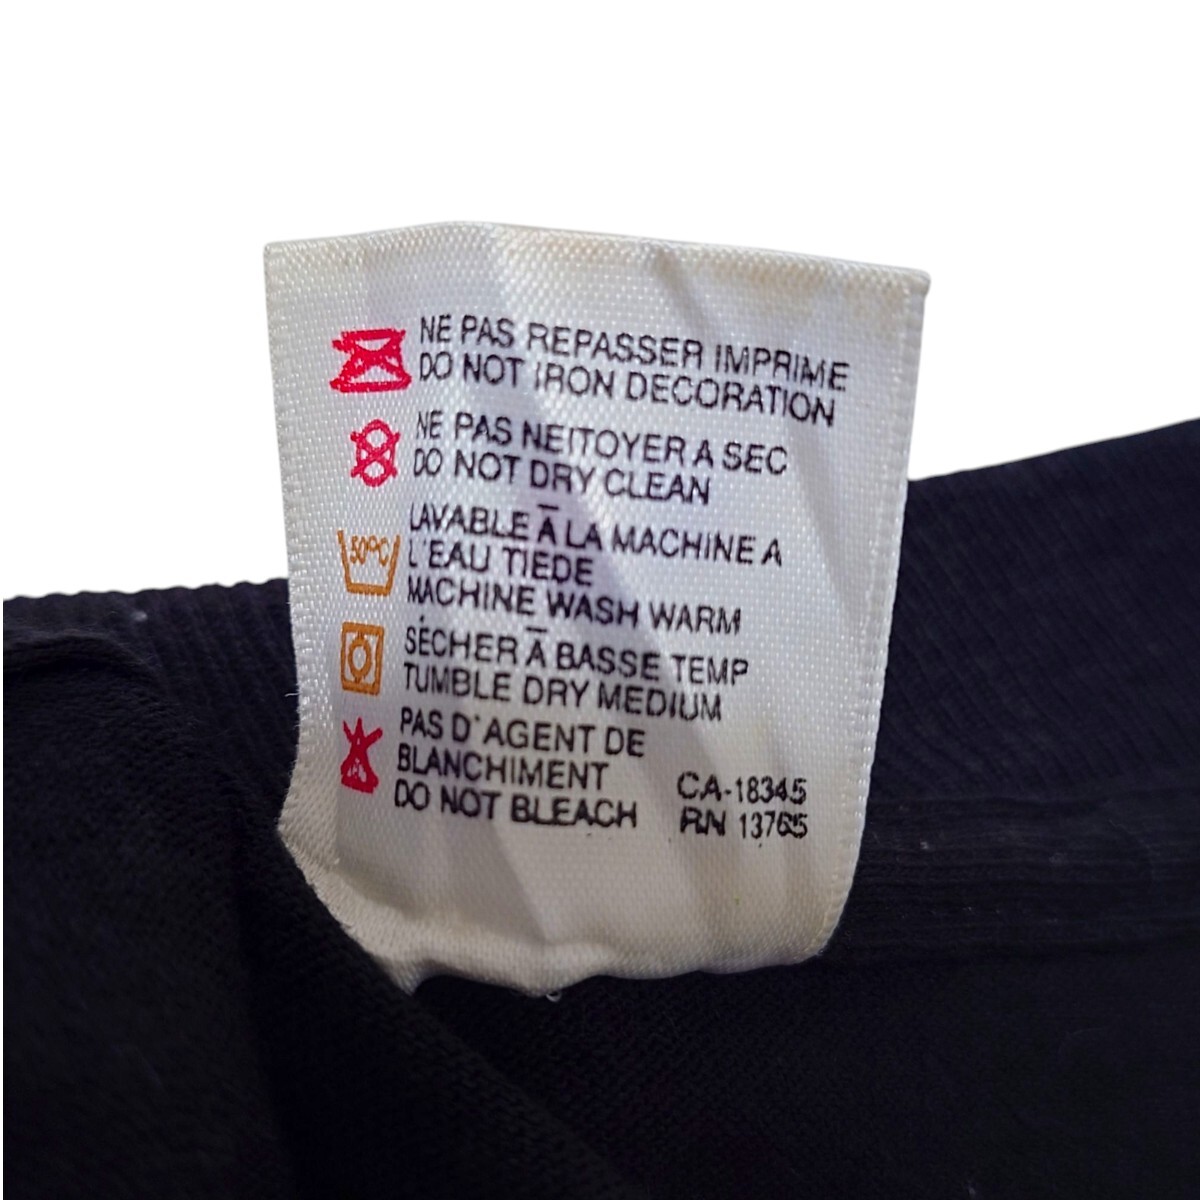 NE PAS REPASSER IMPRIME
DO NOT IRON DECORATION
NE PAS NEITOYER A SEC
DO NOT DRY CLEAN
LAVABLE À LA MACHINE A
L'EAU TIEDE
50°C
MACHINE WASH WARM
SÉCHER À BASSE TEMP
TUMBLE DRY MEDIUM
PAS D'AGENT DE
BLANCHIMENT
DO NOT BLEACH
CA-18345
RN 13765